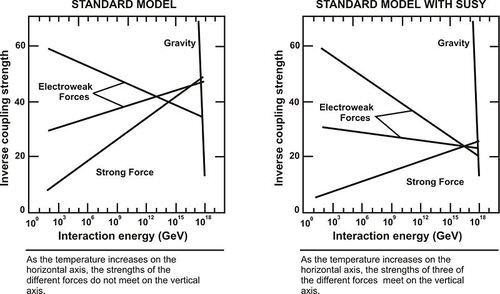 STANDARD MODEL
Inverse coupling strength
60
40
20
0
Gravity
Electroweak
Forces
Strong Force
10⁰ 10³ 10⁶ 10⁹ 10¹² 10¹⁵ 10¹⁸
Interaction energy (GeV)
As the temperature increases on the
horizontal axis, the strengths of the
different forces do not meet on the vertical
axis.
STANDARD MODEL WITH SUSY
Inverse coupling strength
60
40
20
0
Gravity
Electroweak
Forces
Strong Force
10⁰ 10³ 10⁶ 10⁹ 10¹² 10¹⁵ 10¹⁸
Interaction energy (GeV)
As the temperature increases on the
horizontal axis, the strengths of three of
the different forces meet on the vertical
axis.